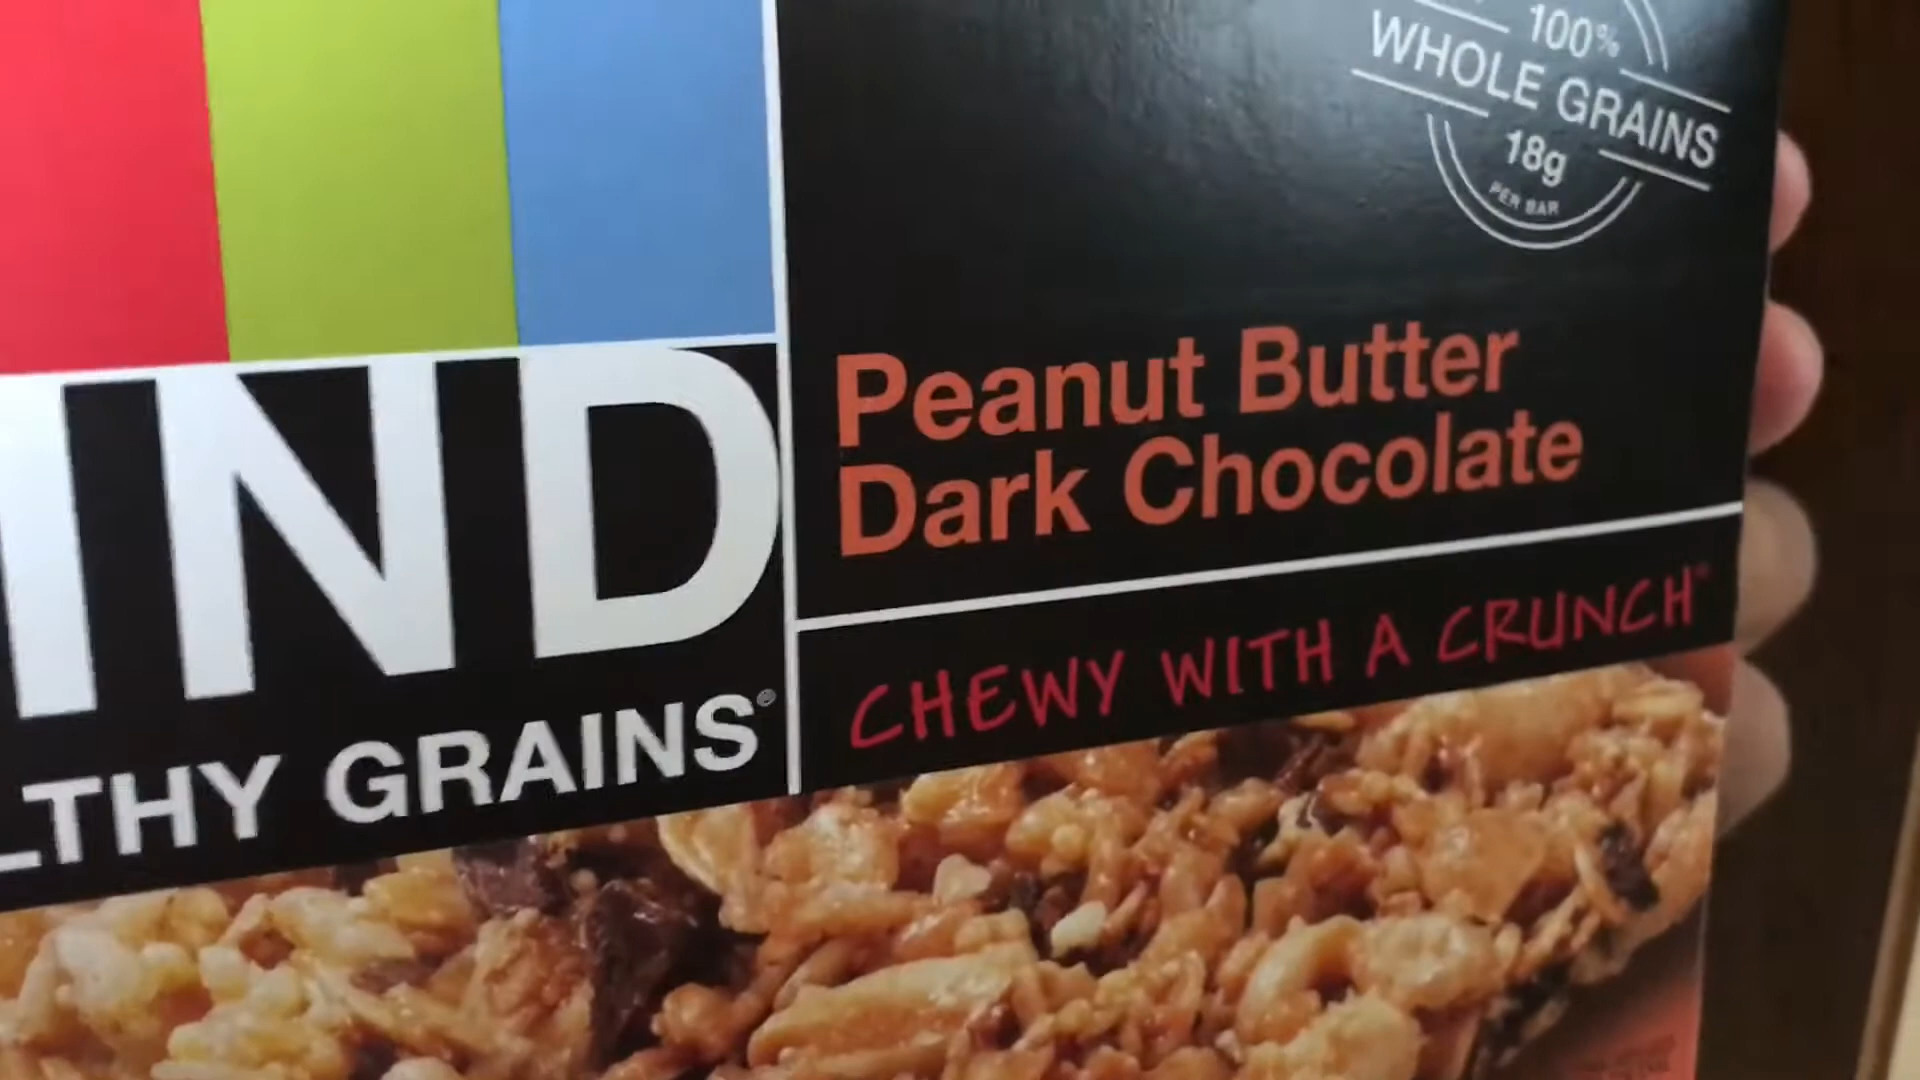 100%
WHOLE GRAINS
18g
PER BAR
IND
LTHY GRAINS®
Peanut Butter
Dark Chocolate
CHEWY WITH A CRUNCH®